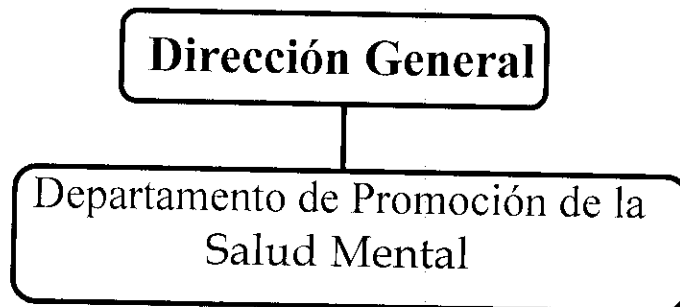 Dirección General
Departamento de Promoción de la
Salud Mental